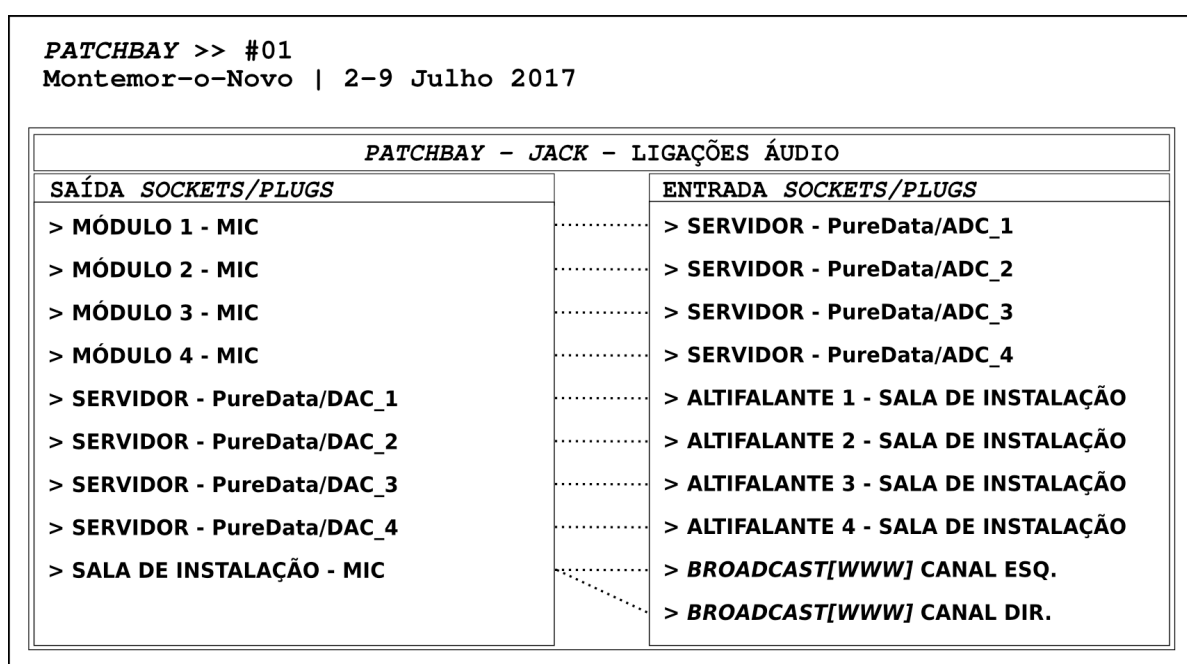 PATCHBAY >> #01
Montemor-o-Novo | 2-9 Julho 2017
PATCHBAY - JACK - LIGAÇÕES ÁUDIO
SAÍDA SOCKETS/PLUGS
ENTRADA SOCKETS/PLUGS
> MÓDULO 1 - MIC
> SERVIDOR - PureData/ADC_1
> MÓDULO 2 - MIC
> SERVIDOR - PureData/ADC_2
> MÓDULO 3 - MIC
> SERVIDOR - PureData/ADC_3
> MÓDULO 4 - MIC
> SERVIDOR - PureData/ADC_4
> SERVIDOR - PureData/DAC_1
> ALTIFALANTE 1 - SALA DE INSTALAÇÃO
> SERVIDOR - PureData/DAC_2
> ALTIFALANTE 2 - SALA DE INSTALAÇÃO
> SERVIDOR - PureData/DAC_3
> ALTIFALANTE 3 - SALA DE INSTALAÇÃO
> SERVIDOR - PureData/DAC_4
> ALTIFALANTE 4 - SALA DE INSTALAÇÃO
> SALA DE INSTALAÇÃO - MIC
> BROADCAST[WWW] CANAL ESQ.
> BROADCAST[WWW] CANAL DIR.